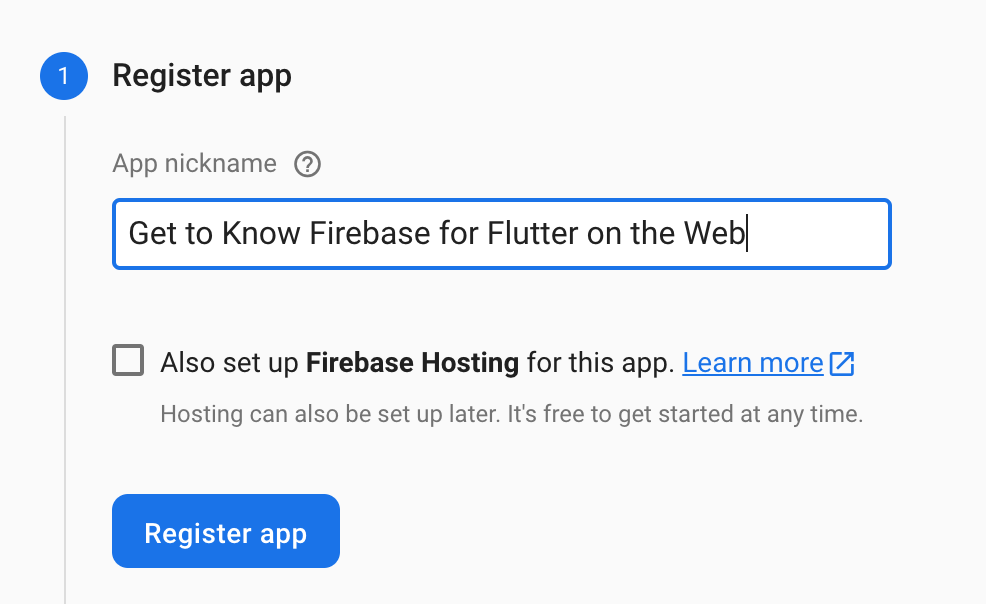 1 Register app
App nickname
Get to Know Firebase for Flutter on the Web
Also set up Firebase Hosting for this app. Learn more
Hosting can also be set up later. It's free to get started at any time.
Register app